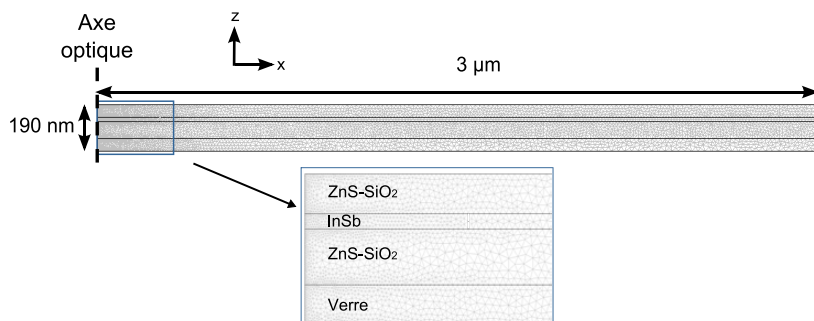 Axe
optique
z
x
3 µm
190 nm
ZnS-SiO₂
InSb
ZnS-SiO₂
Verre